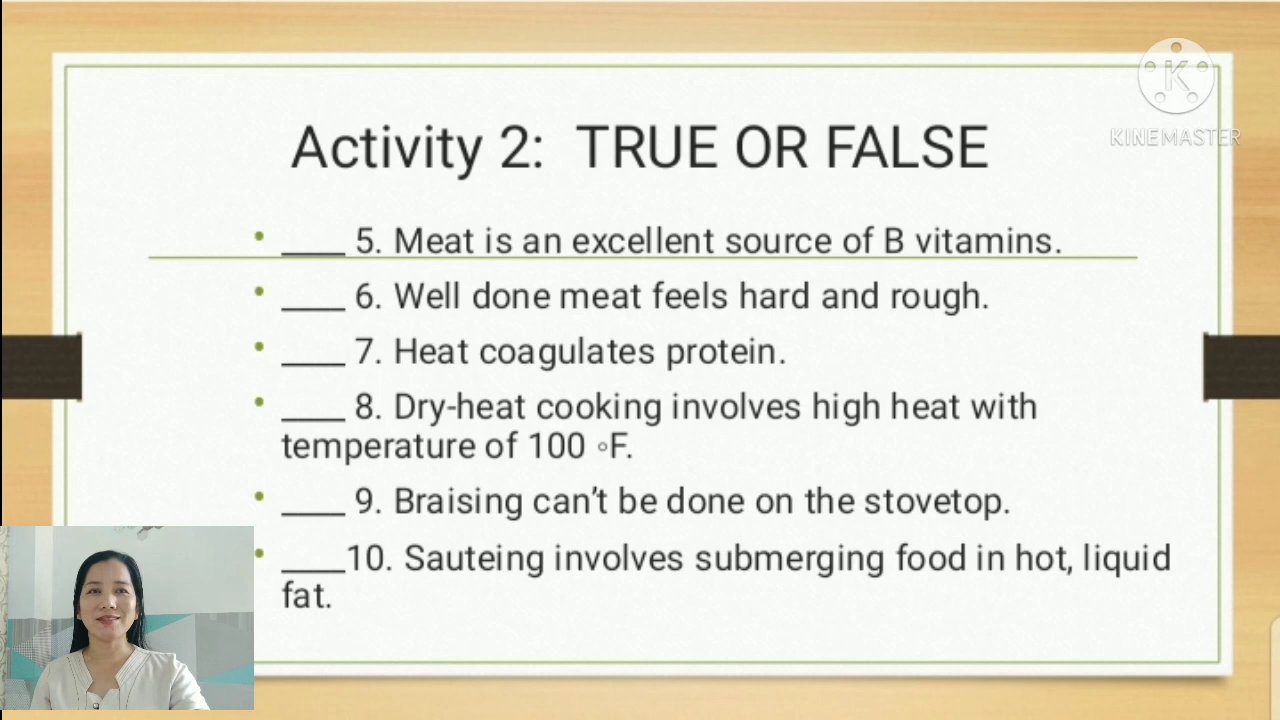 K
KINEMASTER
Activity 2: TRUE OR FALSE
• ____ 5. Meat is an excellent source of B vitamins.
• ____ 6. Well done meat feels hard and rough.
• ____ 7. Heat coagulates protein.
• ____ 8. Dry-heat cooking involves high heat with
temperature of 100 ◦F.
• ____ 9. Braising can’t be done on the stovetop.
• ____10. Sauteing involves submerging food in hot, liquid
fat.